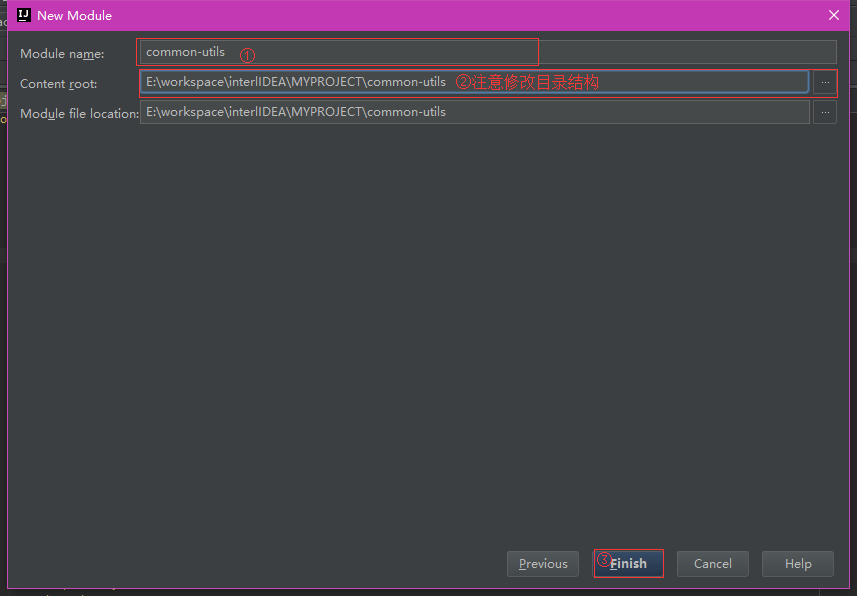 IJ New Module
Module name: common-utils ①
Content root: E:\workspace\interlIDEA\MYPROJECT\common-utils ②注意修改目录结构 ...
Module file location: E:\workspace\interlIDEA\MYPROJECT\common-utils ...
Previous ③Finish Cancel Help